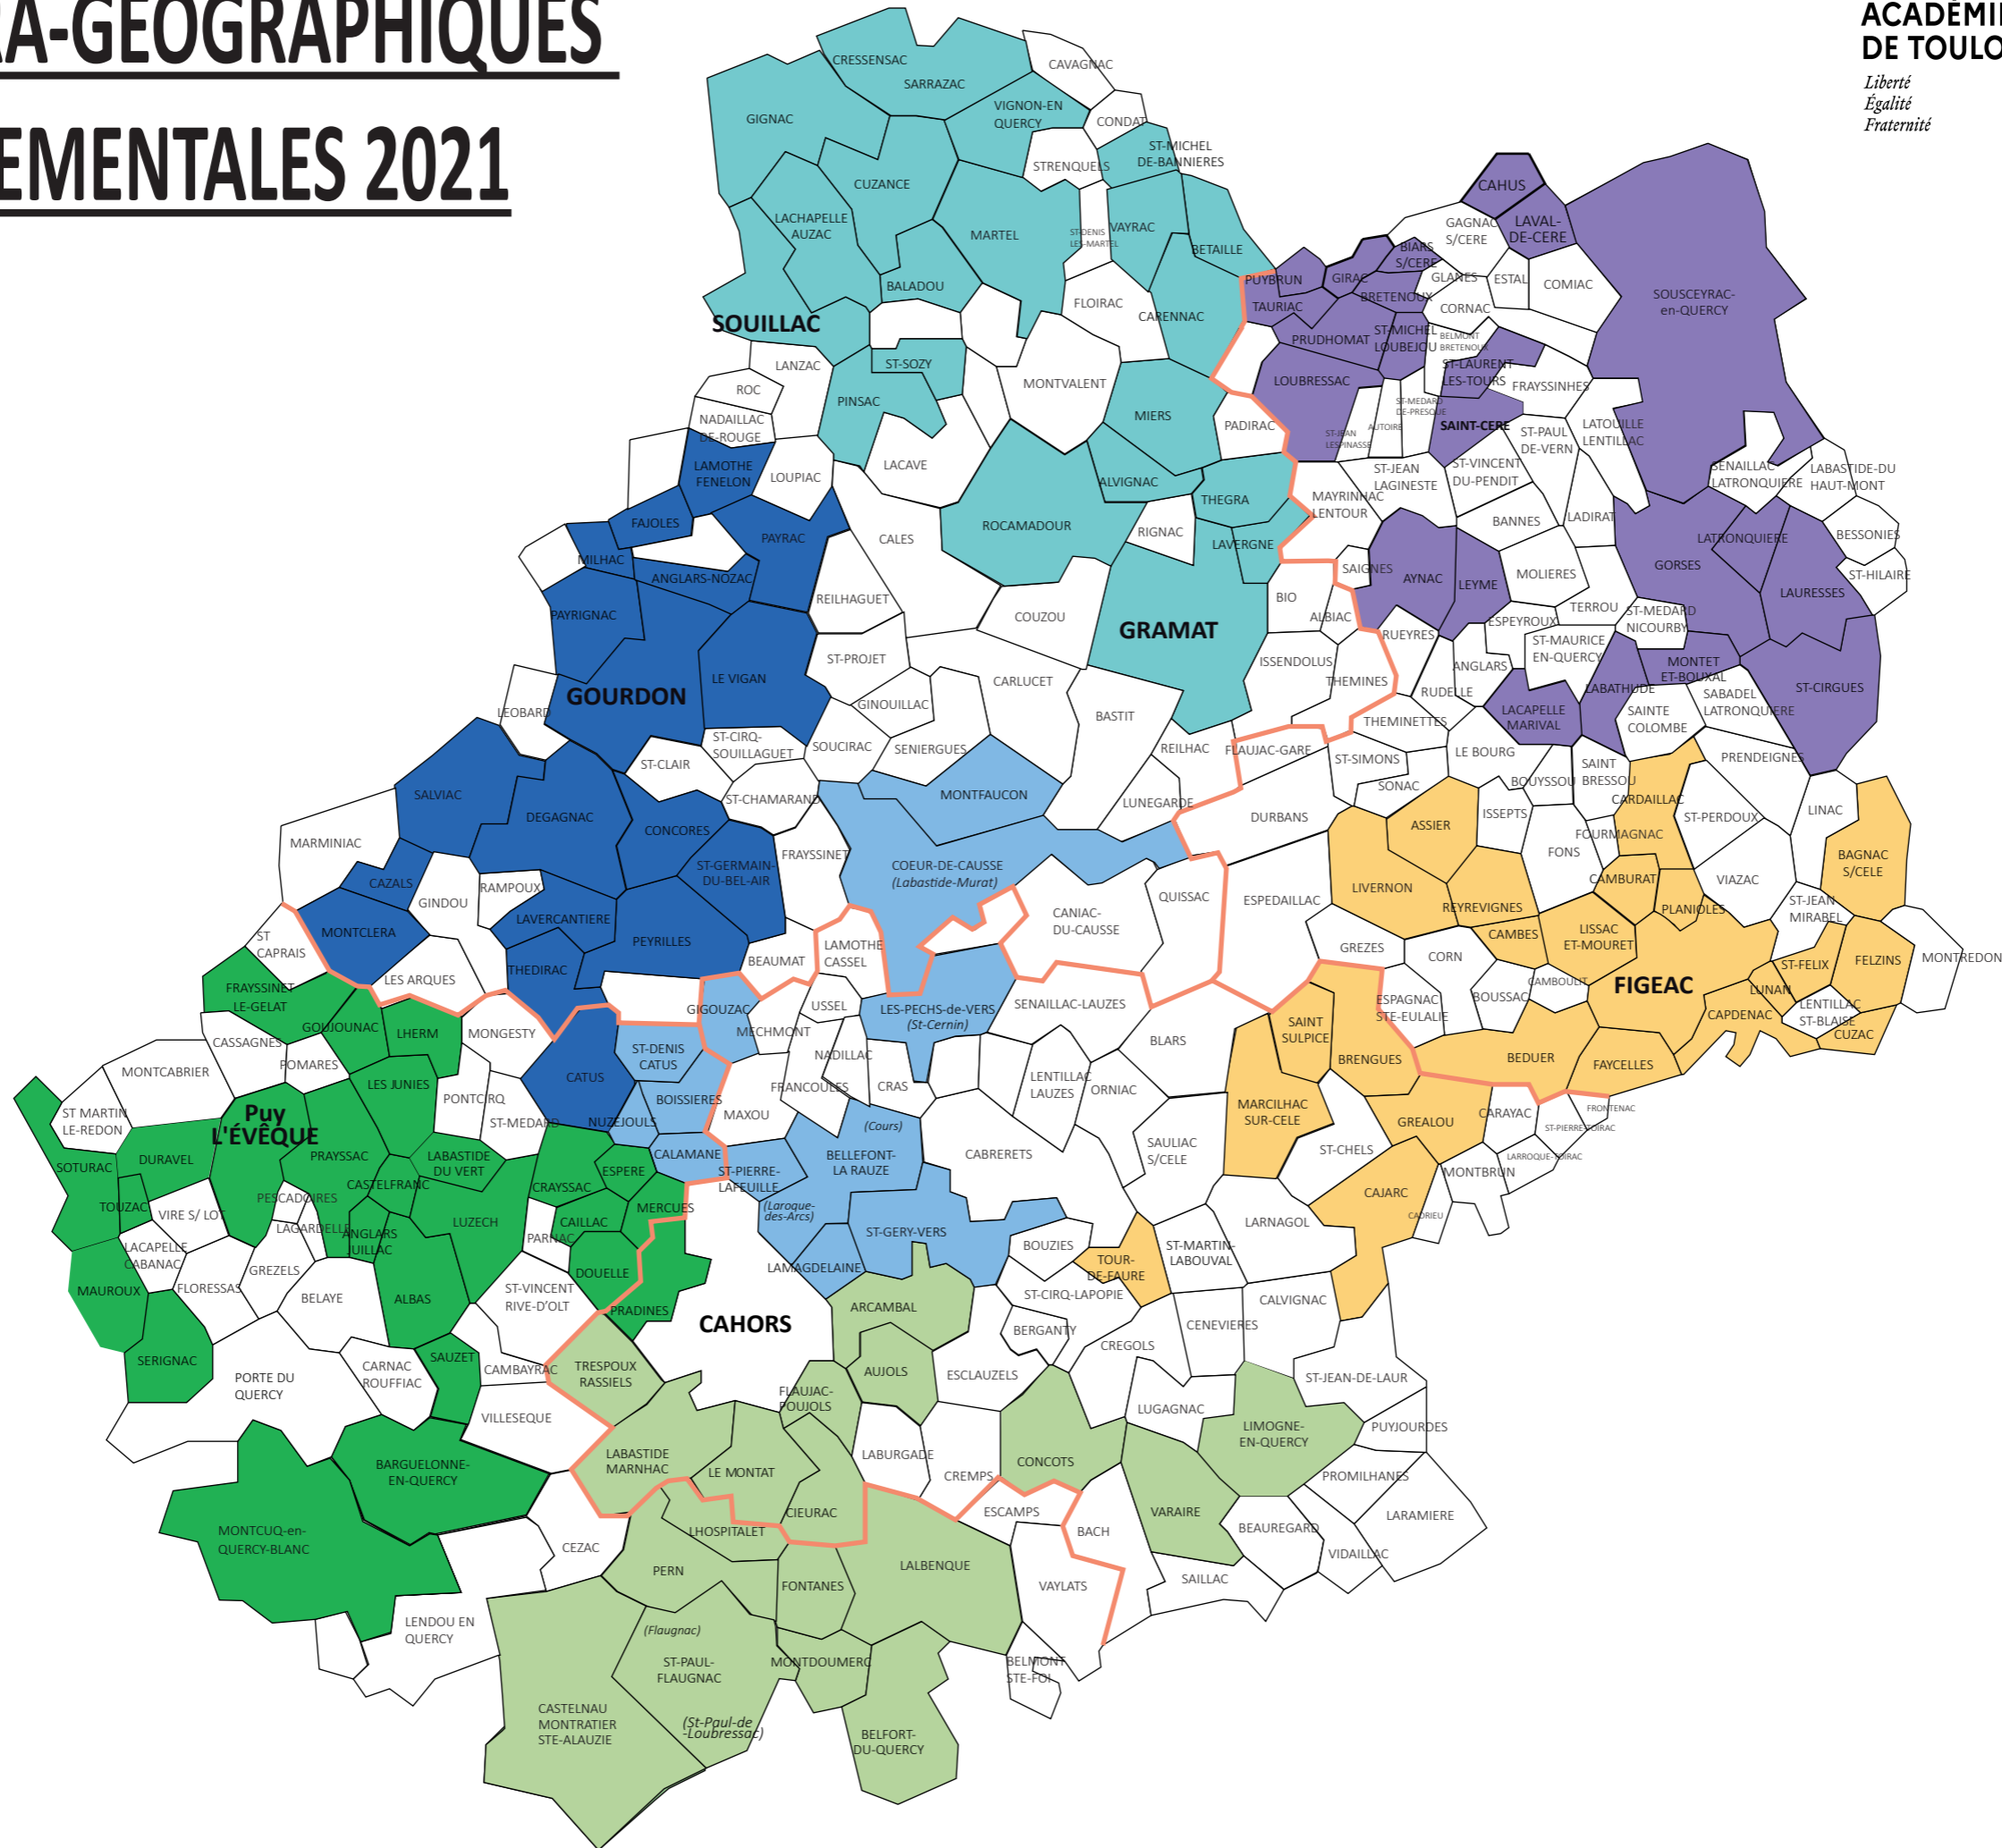 RA-GEOGRAPHIQUES
EMENTALES 2021
ACADÉMI
DE TOULO
Liberté
Égalité
Fraternité
CRESSENSAC
SARRAZAC
CAVAGNAC
GIGNAC
VIGNON-EN
QUERCY
CONDAT
STRENQUELS
ST-MICHEL
DE-BANNIERES
CUZANCE
LACHAPELLE
AUZAC
MARTEL
ST-DENIS
LES-MARTEL
VAYRAC
BETAILLE
BALADOU
FLOIRAC
CARENNAC
SOUILLAC
LANZAC
ST-SOZY
ROC
PINSAC
MONTVALENT
MIERS
NADAILLAC
DE-ROUGE
PADIRAC
LAMOTHE
FENELON
LOUPIAC
LACAVE
ALVIGNAC
THEGRA
FAJOLES
PAYRAC
CALES
ROCAMADOUR
RIGNAC
LAVERGNE
MILHAC
ANGLARS-NOZAC
REILHAGUET
PAYRIGNAC
COUZOU
GRAMAT
BIO
ALBIAC
ST-PROJET
LE VIGAN
GOURDON
CARLUCET
ISSENDOLUS
THEMINES
LEOBARD
GINOUILLAC
BASTIT
ST-CIRQ-
SOUILLAGUET
SOUCIRAC
SENIERGUES
REILHAC
FLAUJAC-GARE
ST-CLAIR
CAHUS
GAGNAC
S/CERE
LAVAL-
DE-CERE
BIARS
S/CERE
PUYBRUN
GIRAC
GLANES
ESTAL
COMIAC
SOUSCEYRAC-
en-QUERCY
TAURIAC
BRETENOUX
CORNAC
PRUDHOMAT
ST-MICHEL
LOUBEJOU
BELMONT
BRETENOUX
LOUBRESSAC
ST-LAURENT
LES-TOURS
FRAYSSINHES
ST-MEDARD
DE-PRESQUE
ST-JEAN
LESPINASSE
AUTOIRE
SAINT-CERE
ST-PAUL
DE-VERN
LATOUILLE
LENTILLAC
ST-JEAN
LAGINESTE
ST-VINCENT
DU-PENDIT
SENAILLAC
LATRONQUIERE
LABASTIDE-DU
HAUT-MONT
MAYRINHAC
LENTOUR
BANNES
LADIRAT
BESSONIES
LATRONQUIERE
SAIGNES
AYNAC
LEYME
MOLIERES
GORSES
ST-HILAIRE
LAURESSES
TERROU
ST-MEDARD
NICOURBY
ESPEYROUX
RUEYRES
ST-MAURICE
EN-QUERCY
ANGLARS
MONTET
ET-BOUXAL
RUDELLE
LABATHUDE
SABADEL
LATRONQUIERE
ST-CIRGUES
LACAPELLE
MARIVAL
SAINTE
COLOMBE
THEMINETTES
ST-SIMONS
LE BOURG
SAINT
BRESSOU
PRENDEIGNES
SONAC
BOUYSSOU
SALVIAC
DEGAGNAC
ST-CHAMARAND
MONTFAUCON
LUNEGARDE
DURBANS
ASSIER
ISSEPTS
CARDAILLAC
ST-PERDOUX
LINAC
MARMINIAC
CONCORES
FRAYSSINET
FOURMAGNAC
FONS
BAGNAC
S/CELE
CAZALS
GINDOU
RAMPOUX
ST-GERMAIN-
DU-BEL-AIR
COEUR-DE-CAUSSE
(Labastide-Murat)
QUISSAC
ESPEDAILLAC
LIVERNON
CAMBURAT
VIAZAC
REYREVIGNES
PLANIOLES
ST-JEAN
MIRABEL
LAVERCANTIERE
CANIAC-
DU-CAUSSE
MONTCLERA
PEYRILLES
ST
CAPRAIS
CAMBES
LISSAC
ET-MOURET
GREZES
CORN
BEAUMAT
LAMOTHE
CASSEL
LES ARQUES
THEDIRAC
ST-FELIX
FELZINS
MONTREDON
FRAYSSINET
LE-GELAT
CAMBOULIT
FIGEAC
LUNAN
GIGOUZAC
USSEL
LES-PECHS-de-VERS
(St-Cernin)
SENAILLAC-LAUZES
ESPAGNAC
STE-EULALIE
BOUSSAC
LENTILLAC
ST-BLAISE
CAPDENAC
CUZAC
GOUJOUNAC
LHERM
MONGESTY
MECHMONT
SAINT
SULPICE
CASSAGNES
POMARES
ST-DENIS
CATUS
NADILLAC
BLARS
BRENGUES
BEDUER
FAYCELLES
MONTCABRIER
LES JUNIES
CATUS
FRANCOULES
CRAS
LENTILLAC
LAUZES
ORNIAC
PONTCIRQ
BOISSIERES
MAXOU
MARCILHAC
SUR-CELE
CARAYAC
FRONTENAC
ST MARTIN
LE-REDON
Puy
L'ÉVÊQUE
ST-MEDARD
NUZEJOULS
(Cours)
GREALOU
ST-PIERRE-TOIRAC
SOTURAC
DURAVEL
PRAYSSAC
LABASTIDE
DU VERT
ESPERE
CALAMANE
BELLEFONT-
LA RAUZE
CABRERETS
SAULIAC
S/CELE
ST-CHELS
LARROQUE-TOIRAC
MONTBRUN
CASTELFRANC
CRAYSSAC
ST-PIERRE-
LAFEUILLE
TOUZAC
VIRE S/ LOT
PESCADOIRES
MERCUES
(Laroque-
des-Arcs)
CAJARC
LAGARDELLE
ANGLARS
JUILLAC
LUZECH
CAILLAC
PARNAC
ST-GERY-VERS
LARNAGOL
CADRIEU
LACAPELLE
CABANAC
GREZELS
DOUELLE
LAMAGDELAINE
BOUZIES
TOUR-
DE-FAURE
ST-MARTIN-
LABOUVAL
MAUROUX
FLORESSAS
BELAYE
ALBAS
ST-VINCENT
RIVE-D'OLT
PRADINES
ARCAMBAL
ST-CIRQ-LAPOPIE
CALVIGNAC
CAHORS
BERGANTY
CENEVIERES
CREGOLS
SERIGNAC
PORTE DU
QUERCY
CARNAC
ROUFFIAC
SAUZET
CAMBAYRAC
TRESPOUX
RASSIELS
AUJOLS
ESCLAUZELS
ST-JEAN-DE-LAUR
FLAUJAC-
POUJOLS
VILLESEQUE
LUGAGNAC
LIMOGNE-
EN-QUERCY
PUYJOURDES
BARGUELONNE-
EN-QUERCY
LABASTIDE
MARNHAC
LE MONTAT
LABURGADE
CREMPS
CONCOTS
PROMILHANES
MONTCUQ-en-
QUERCY-BLANC
CEZAC
LHOSPITALET
CIEURAC
ESCAMPS
BACH
VARAIRE
BEAUREGARD
LARAMIERE
VIDAILLAC
PERN
FONTANES
LALBENQUE
VAYLATS
SAILLAC
LENDOU EN
QUERCY
(Flaugnac)
ST-PAUL-
FLAUGNAC
MONTDOUMERC
BELMONT
STE-FOI
CASTELNAU
MONTRATIER
STE-ALAUZIE
(St-Paul-de
-Loubressac)
BELFORT-
DU-QUERCY